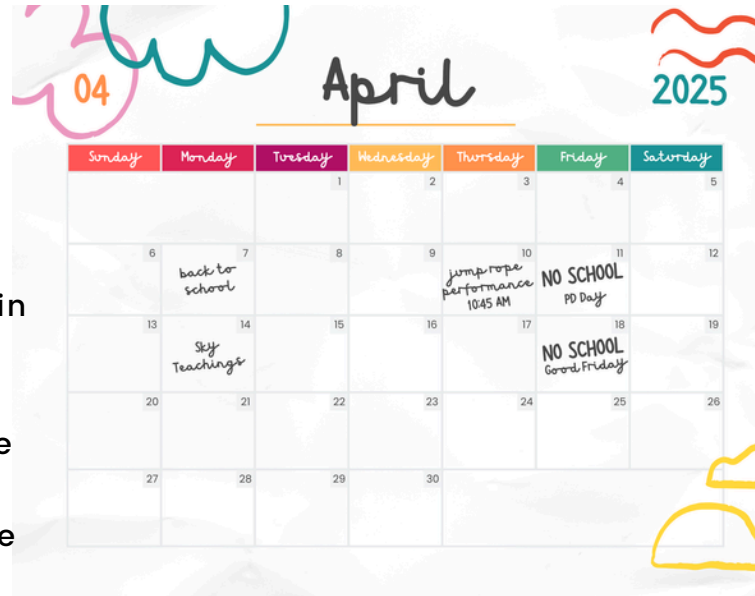 04
April
2025
Sunday Monday Tuesday Wednesday Thursday Friday Saturday
1 2 3 4 5
6 7 8 9 10 11 12
back to
school
jump rope
performance
10:45 AM
NO SCHOOL
PD Day
in
13 14 15 16 17 18 19
Sky
Teachings
NO SCHOOL
Good Friday
20 21 22 23 24 25 26
e
27 28 29 30
e